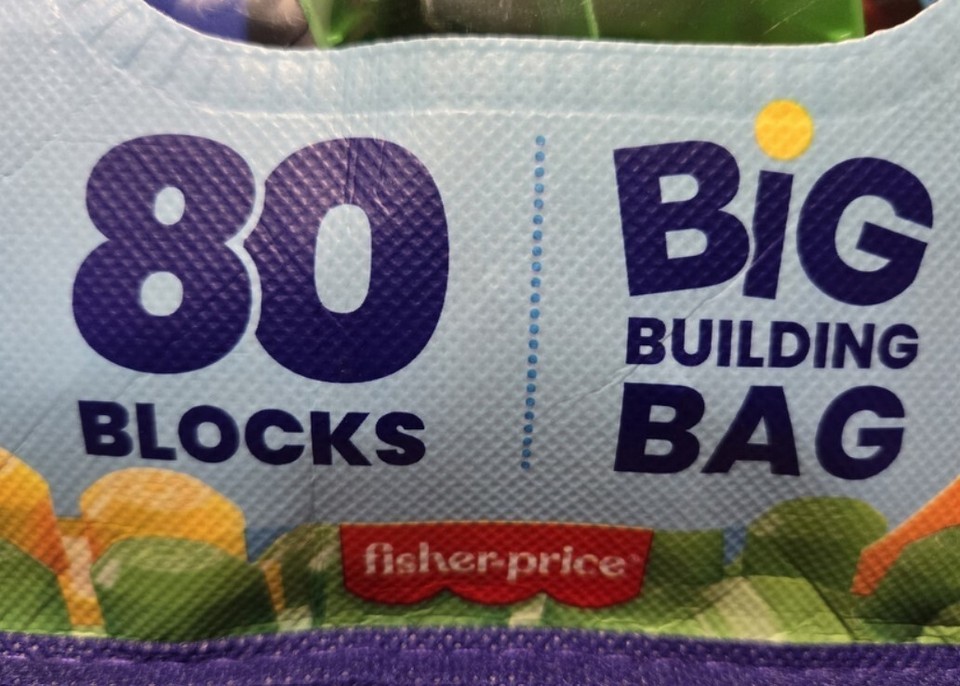 80
BLOCKS
BiG
BUILDING
BAG
fisher-price